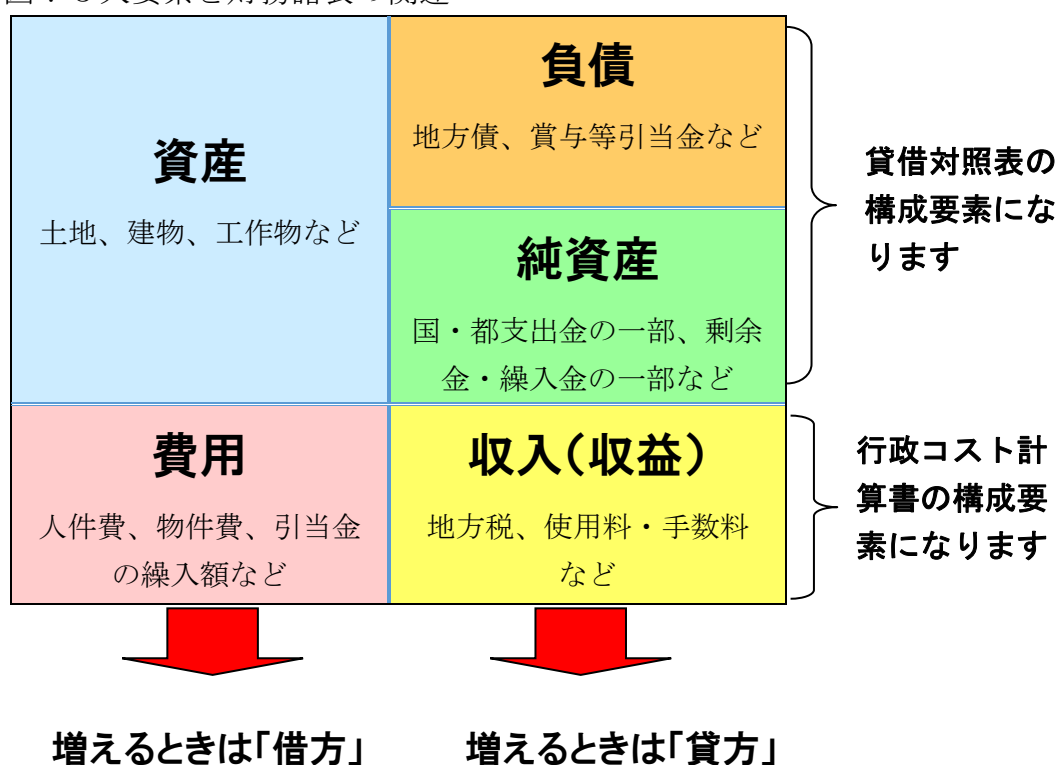 資産
土地、建物、工作物など
負債
地方債、賞与等引当金など
純資産
国・都支出金の一部、剰余
金・繰入金の一部など
貸借対照表の
構成要素にな
ります
費用
人件費、物件費、引当金
の繰入額など
収入(収益)
地方税、使用料・手数料
など
行政コスト計
算書の構成要
素になります
増えるときは「借方」
増えるときは「貸方」